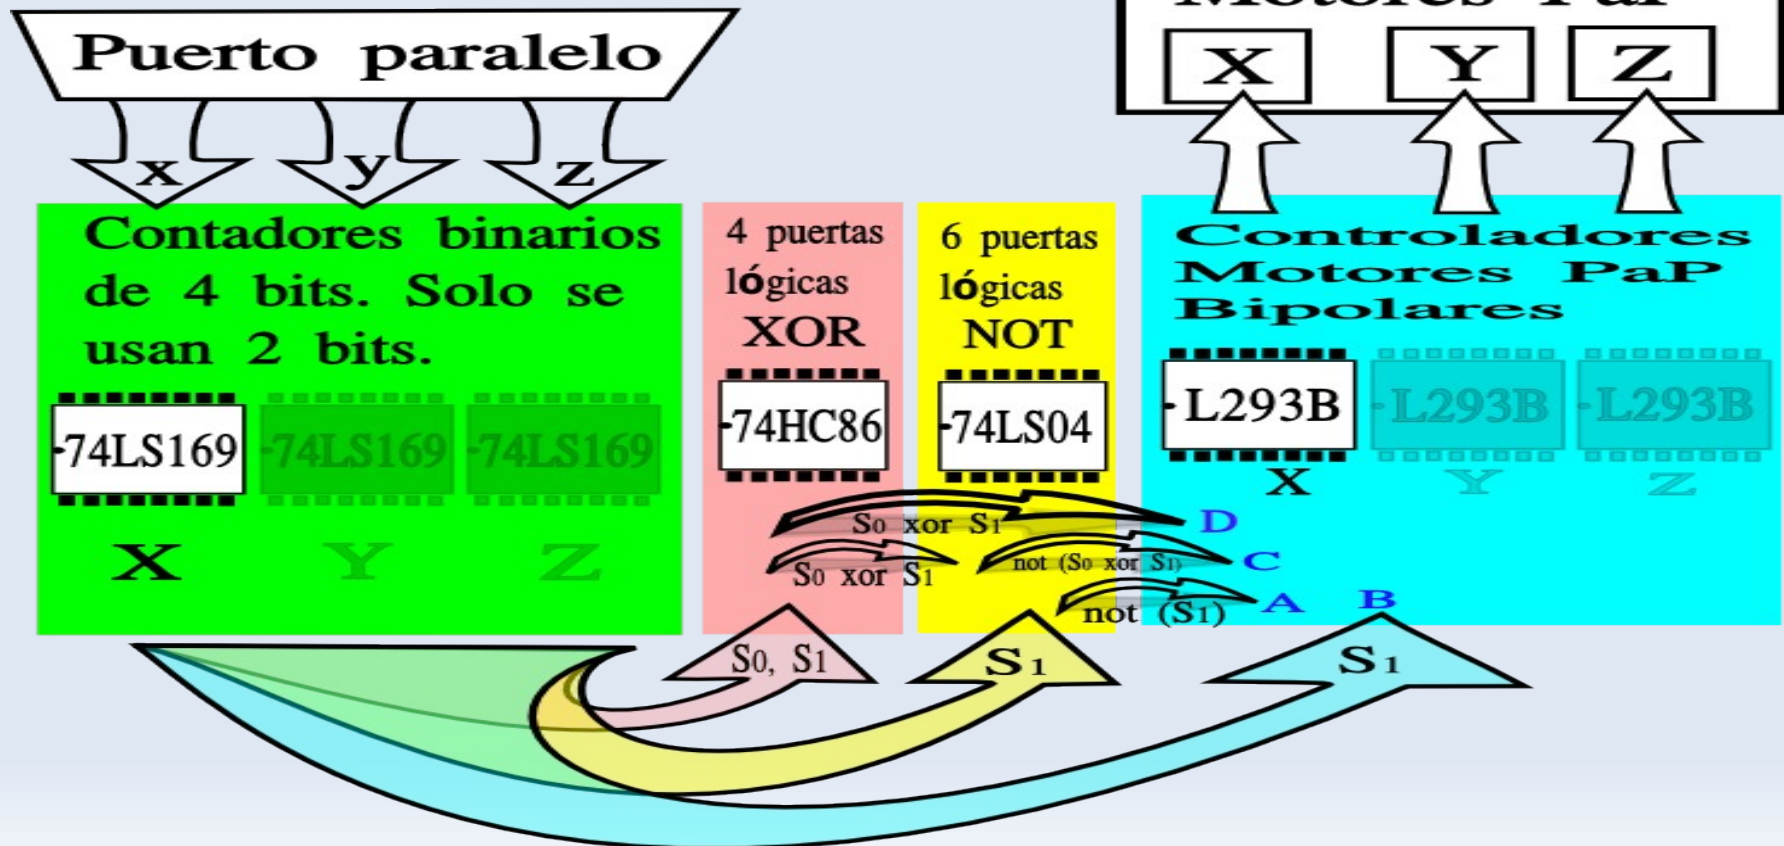 Puerto paralelo
x y z
Motores PaP
X Y Z
Contadores binarios
de 4 bits. Solo se
usan 2 bits.
-74LS169 -74LS169 -74LS169
X Y Z
4 puertas
lógicas
XOR
-74HC86
6 puertas
lógicas
NOT
-74LS04
Controladores
Motores PaP
Bipolares
L293B L293B L293B
X Y Z
S0 xor S1 D
S0 xor S1 not (S0 xor S1) C
not (S1) A B
S0, S1 S1 S1